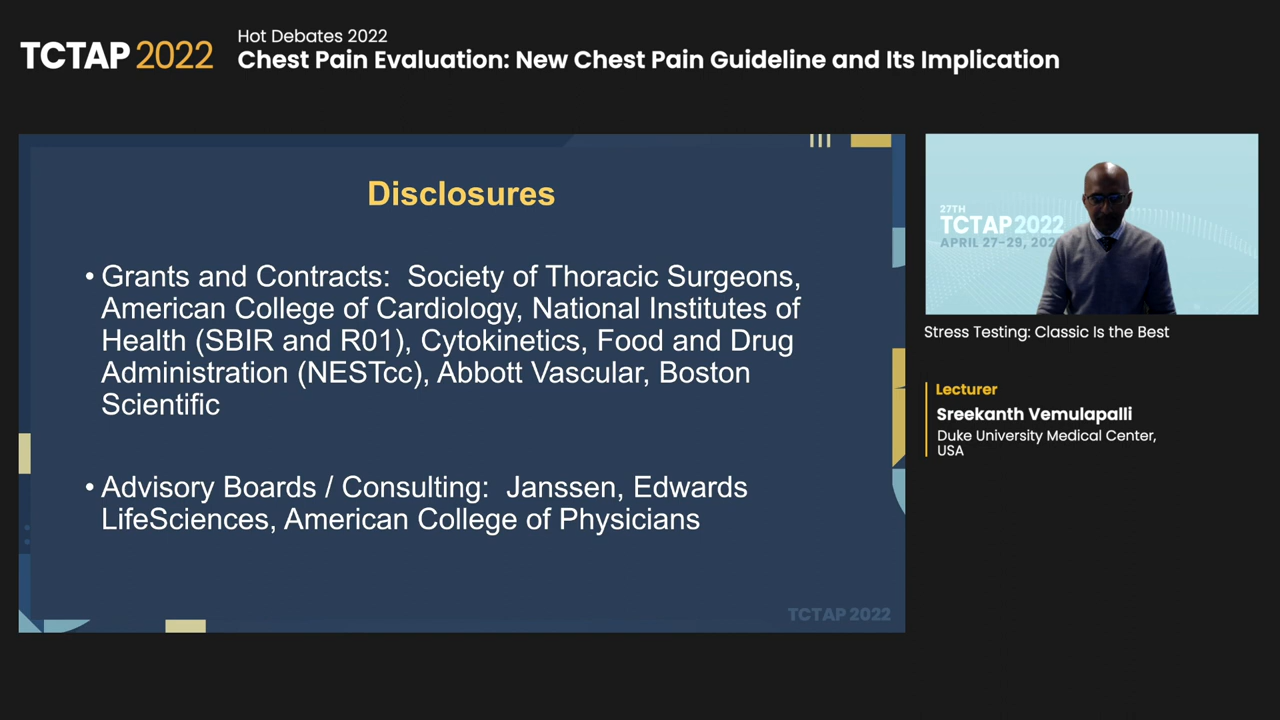 TCTAP 2022
Hot Debates 2022
Chest Pain Evaluation: New Chest Pain Guideline and Its Implication
Disclosures
• Grants and Contracts: Society of Thoracic Surgeons,
American College of Cardiology, National Institutes of
Health (SBIR and R01), Cytokinetics, Food and Drug
Administration (NESTcc), Abbott Vascular, Boston
Scientific
• Advisory Boards / Consulting: Janssen, Edwards
LifeSciences, American College of Physicians
TCTAP 2022
27TH
TCTAP 2022
APRIL 27-29, 202
Stress Testing: Classic Is the Best
Lecturer
Sreekanth Vemulapalli
Duke University Medical Center,
USA